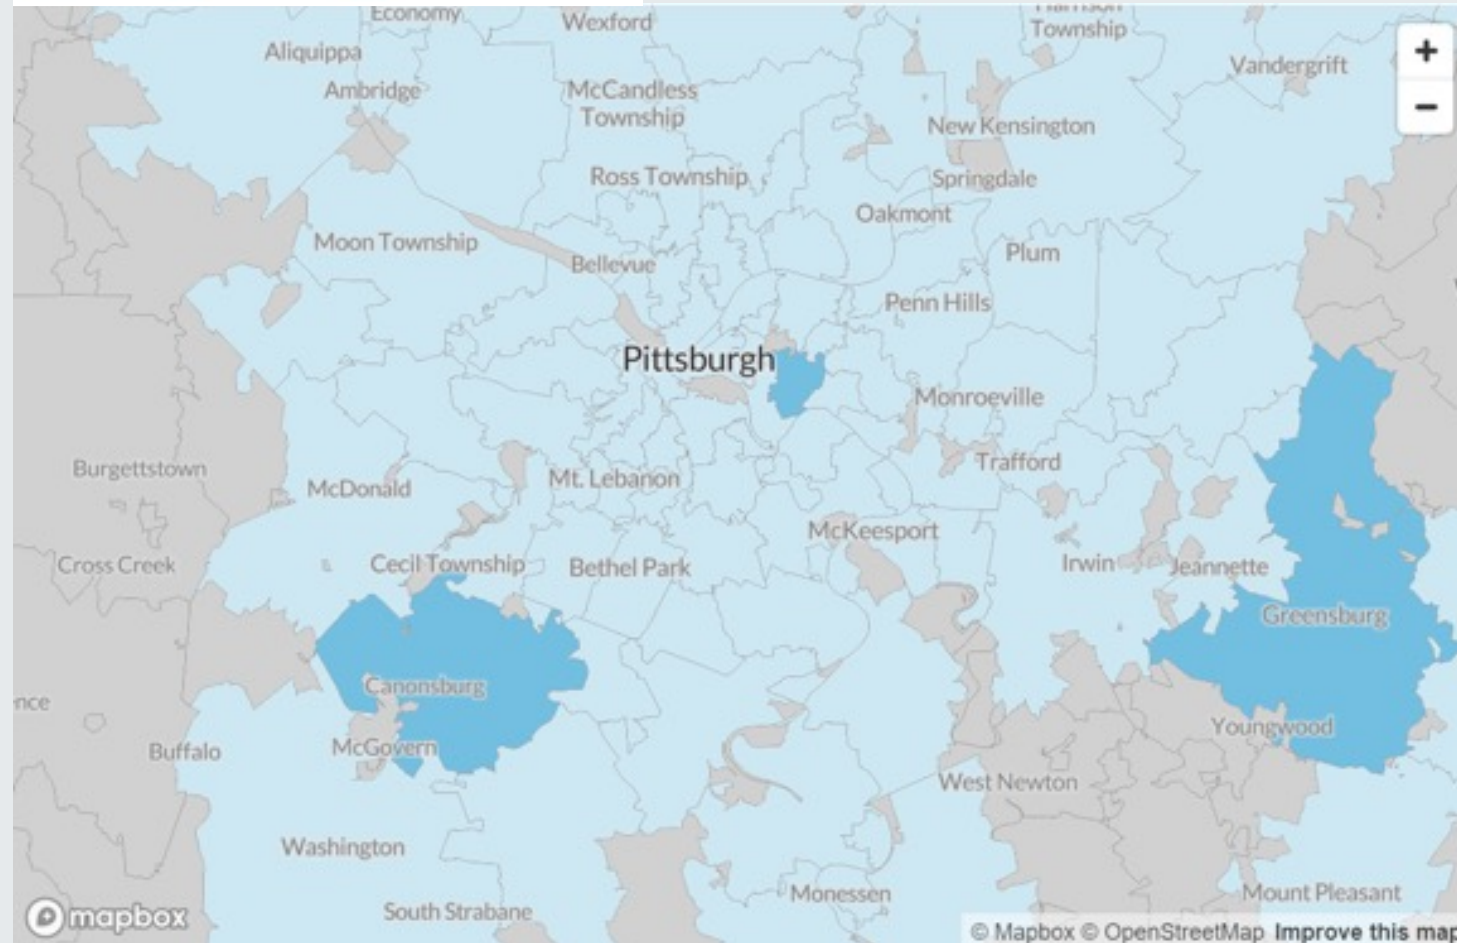 Economy
Wexford
Township
Aliquippa
Vandergrift
Ambridge
McCandless
Township
New Kensington
Ross Township
Springdale
Oakmont
Moon Township
Plum
Bellevue
Penn Hills
Pittsburgh
Monroeville
Burgettstown
Trafford
McDonald
Mt. Lebanon
McKeesport
Cross Creek
Cecil Township
Bethel Park
Irwin
Jeannette
Greensburg
Canonsburg
nce
Youngwood
McGovern
Buffalo
West Newton
Washington
Monessen
Mount Pleasant
South Strabane
mapbox
© Mapbox © OpenStreetMap Improve this map